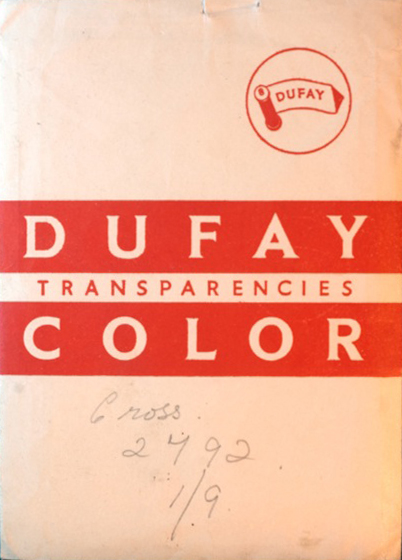 DUFAY
DUFAY
TRANSPARENCIES
COLOR
Cross.
2492
1/9